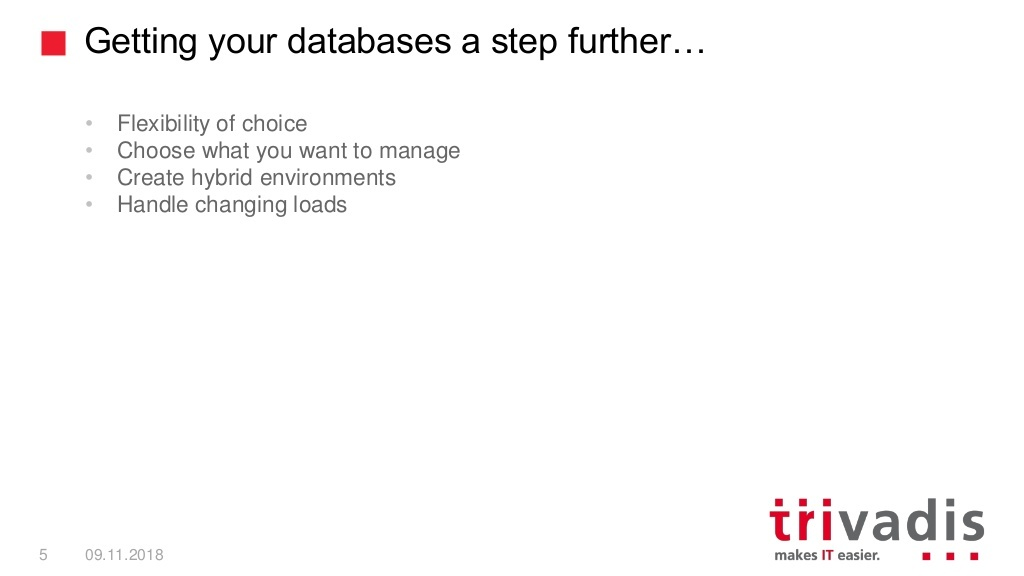 Getting your databases a step further…
• Flexibility of choice
• Choose what you want to manage
• Create hybrid environments
• Handle changing loads
trivadis
makes IT easier.
5 09.11.2018